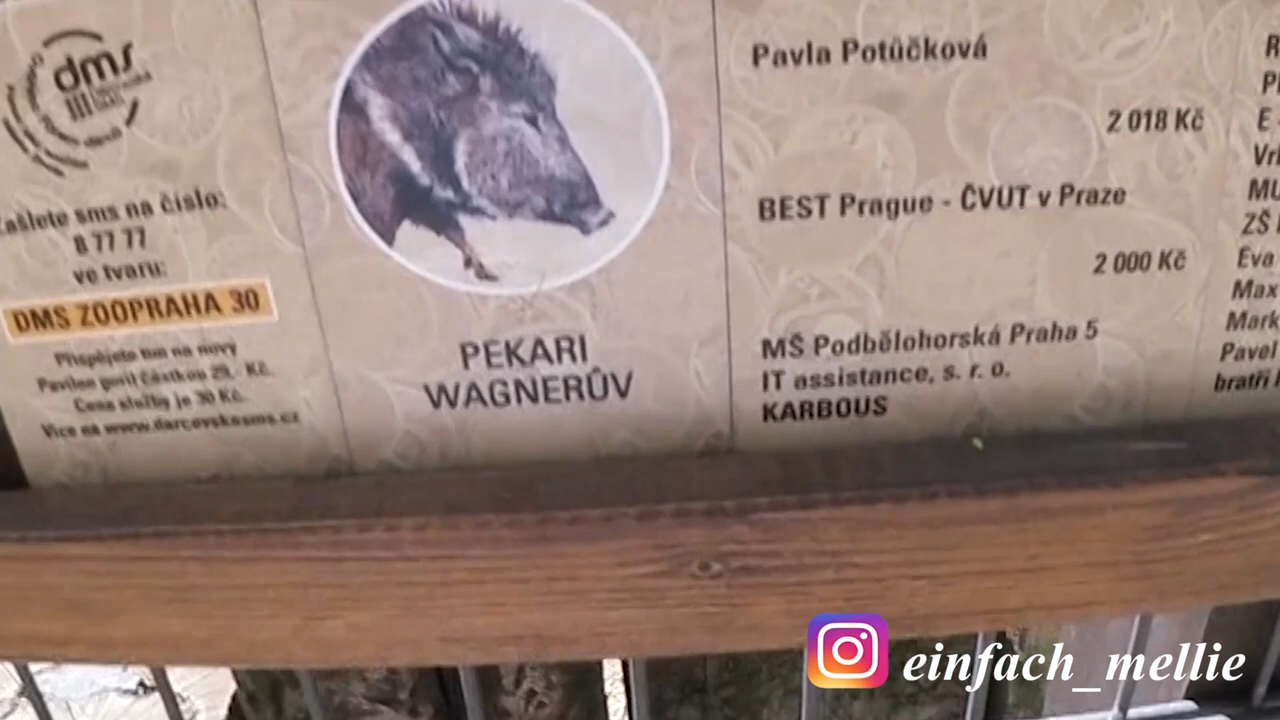 dms
Zašlete sms na číslo:
8 77 77
ve tvaru:
DMS ZOOPRAHA 30
Přispějete tím na nový
Pavilon goril částkou 29,- Kč.
Cena služby je 30 Kč.
Více na www.darcovskesms.cz
PEKARI
WAGNERŮV
Pavla Potůčková
2 018 Kč
BEST Prague - ČVUT v Praze
2 000 Kč
MŠ Podbělohorská Praha 5
IT assistance, s. r. o.
KARBOUS
E
ZŠ
Eva
Max
Mark
Pavel
bratři
einfach_mellie